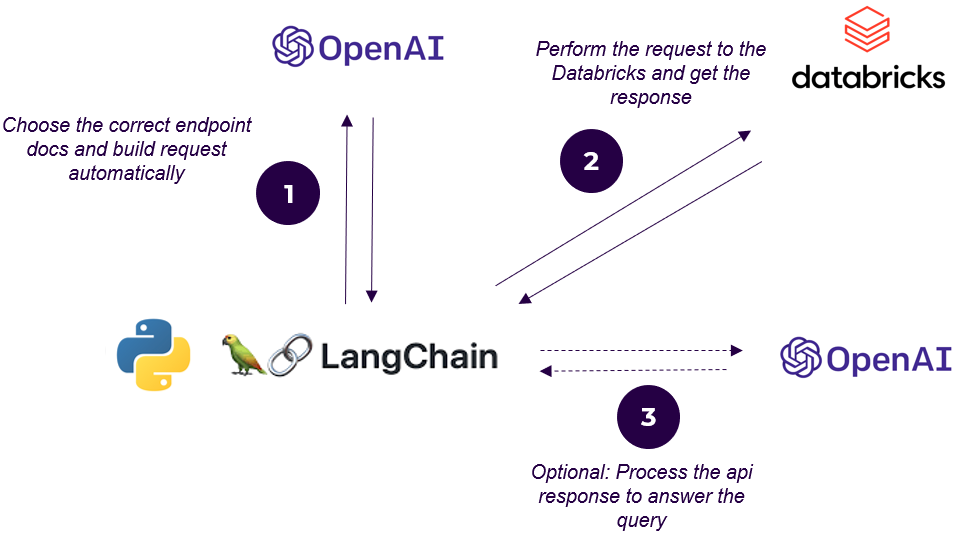 OpenAI
Perform the request to the
Databricks and get the
response
databricks
Choose the correct endpoint
docs and build request
automatically
1
2
LangChain
OpenAI
3
Optional: Process the api
response to answer the
query